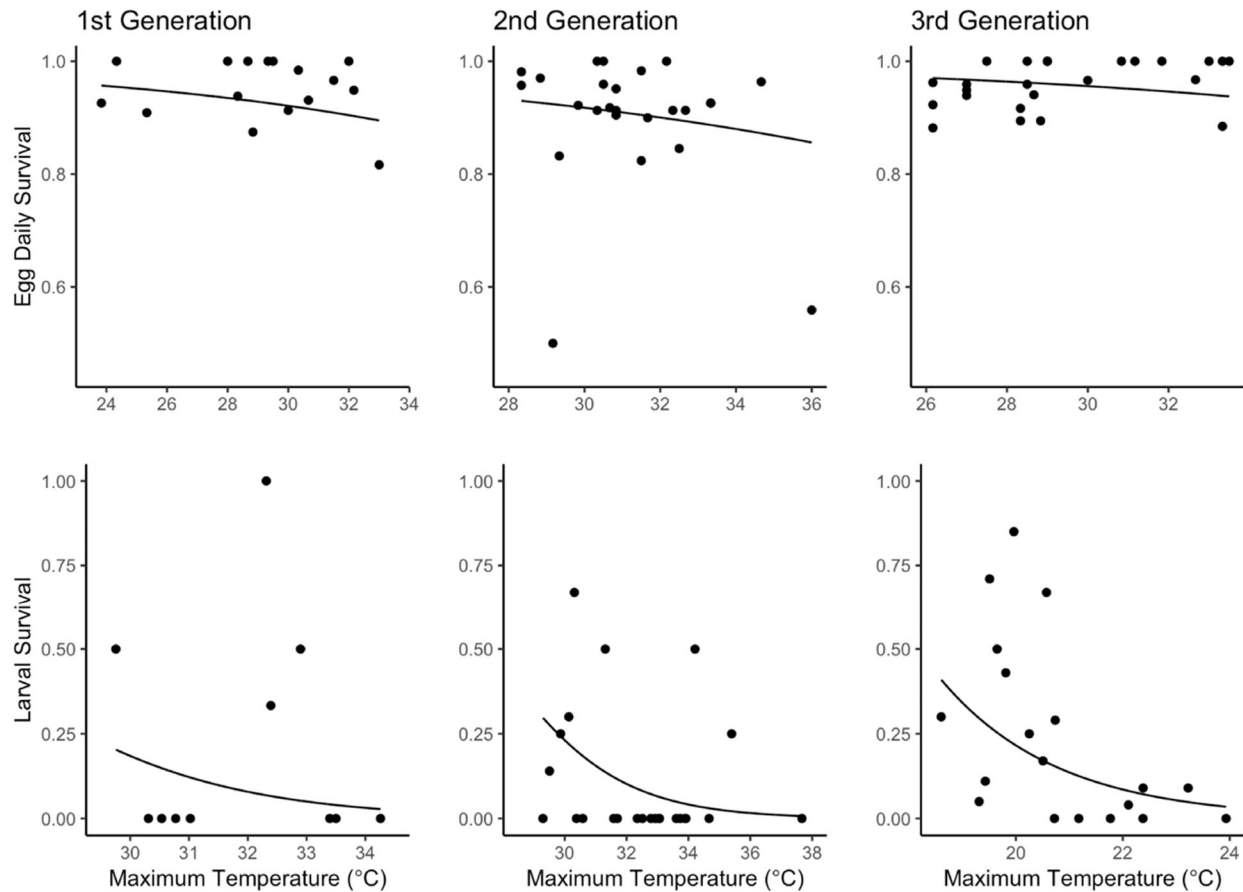 1st Generation
2nd Generation
3rd Generation
Egg Daily Survival
1.0
0.8
0.6
24 26 28 30 32 34
1.0
0.8
0.6
28 30 32 34 36
1.0
0.8
0.6
26 28 30 32
Larval Survival
1.00
0.75
0.50
0.25
0.00
30 31 32 33 34
Maximum Temperature (°C)
1.00
0.75
0.50
0.25
0.00
30 32 34 36 38
Maximum Temperature (°C)
1.00
0.75
0.50
0.25
0.00
20 22 24
Maximum Temperature (°C)